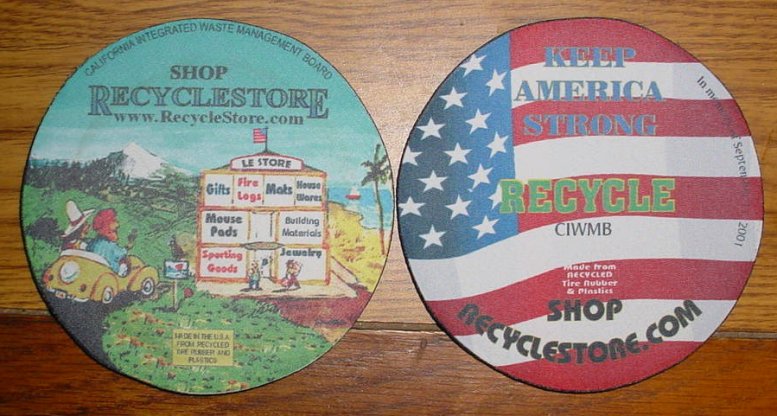 CALIFORNIA INTEGRATED WASTE MANAGEMENT BOARD
SHOP
RECYCLESTORE
www.RecycleStore.com
LE STORE
Gifts
Fire Logs
Mats
House Wares
Mouse Pads
Building Materials
Sporting Goods
Jewelry
MADE IN THE U.S.A.
FROM RECYCLED
TIRE RUBBER AND
PLASTICS
KEEP
AMERICA
STRONG
In September 2001
RECYCLE
CIWMB
Made from
RECYCLED
Tire Rubber
& Plastics
SHOP
RECYCLESTORE.COM